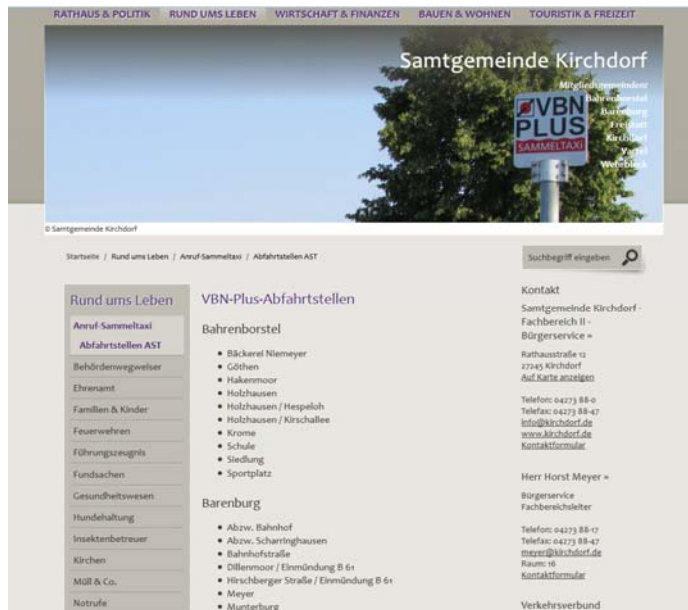 RATHAUS & POLITIK RUND UMS LEBEN WIRTSCHAFT & FINANZEN BAUEN & WOHNEN TOURISTIK & FREIZEIT
Samtgemeinde Kirchdorf
Mitgliedsgemeinden:
Bahrenborstel
Barenburg
Freistatt
Kirchdorf
Varrel
Wehrbleck
VBN
PLUS
SAMMELTAXI
© Samtgemeinde Kirchdorf
Startseite / Rund ums Leben / Anruf-Sammeltaxi / Abfahrtstellen AST
Suchbegriff eingeben
Rund ums Leben
Anruf-Sammeltaxi
Abfahrtstellen AST
Behördenwegweiser
Ehrenamt
Familien & Kinder
Feuerwehren
Führungszeugnis
Fundsachen
Gesundheitswesen
Hundehaltung
Insektenbetreuer
Kirchen
Müll & Co.
Notrufe
VBN-Plus-Abfahrtstellen
Bahrenborstel
• Bäckerei Niemeyer
• Göthen
• Hakenmoor
• Holzhausen
• Holzhausen / Hespeloh
• Holzhausen / Kirschallee
• Krome
• Schule
• Siedlung
• Sportplatz
Barenburg
• Abzw. Bahnhof
• Abzw. Scharringhausen
• Bahnhofstraße
• Dillenmoor / Einmündung B 61
• Hirschberger Straße / Einmündung B 61
• Meyer
• Munterburg
Kontakt
Samtgemeinde Kirchdorf -
Fachbereich II -
Bürgerservice »
Rathausstraße 12
27245 Kirchdorf
Auf Karte anzeigen
Telefon: 04273 88-0
Telefax: 04273 88-47
info@kirchdorf.de
www.kirchdorf.de
Kontaktformular
Herr Horst Meyer »
Bürgerservice
Fachbereichsleiter
Telefon: 04273 88-17
Telefax: 04273 88-47
meyer@kirchdorf.de
Raum: 16
Kontaktformular
Verkehrsverbund